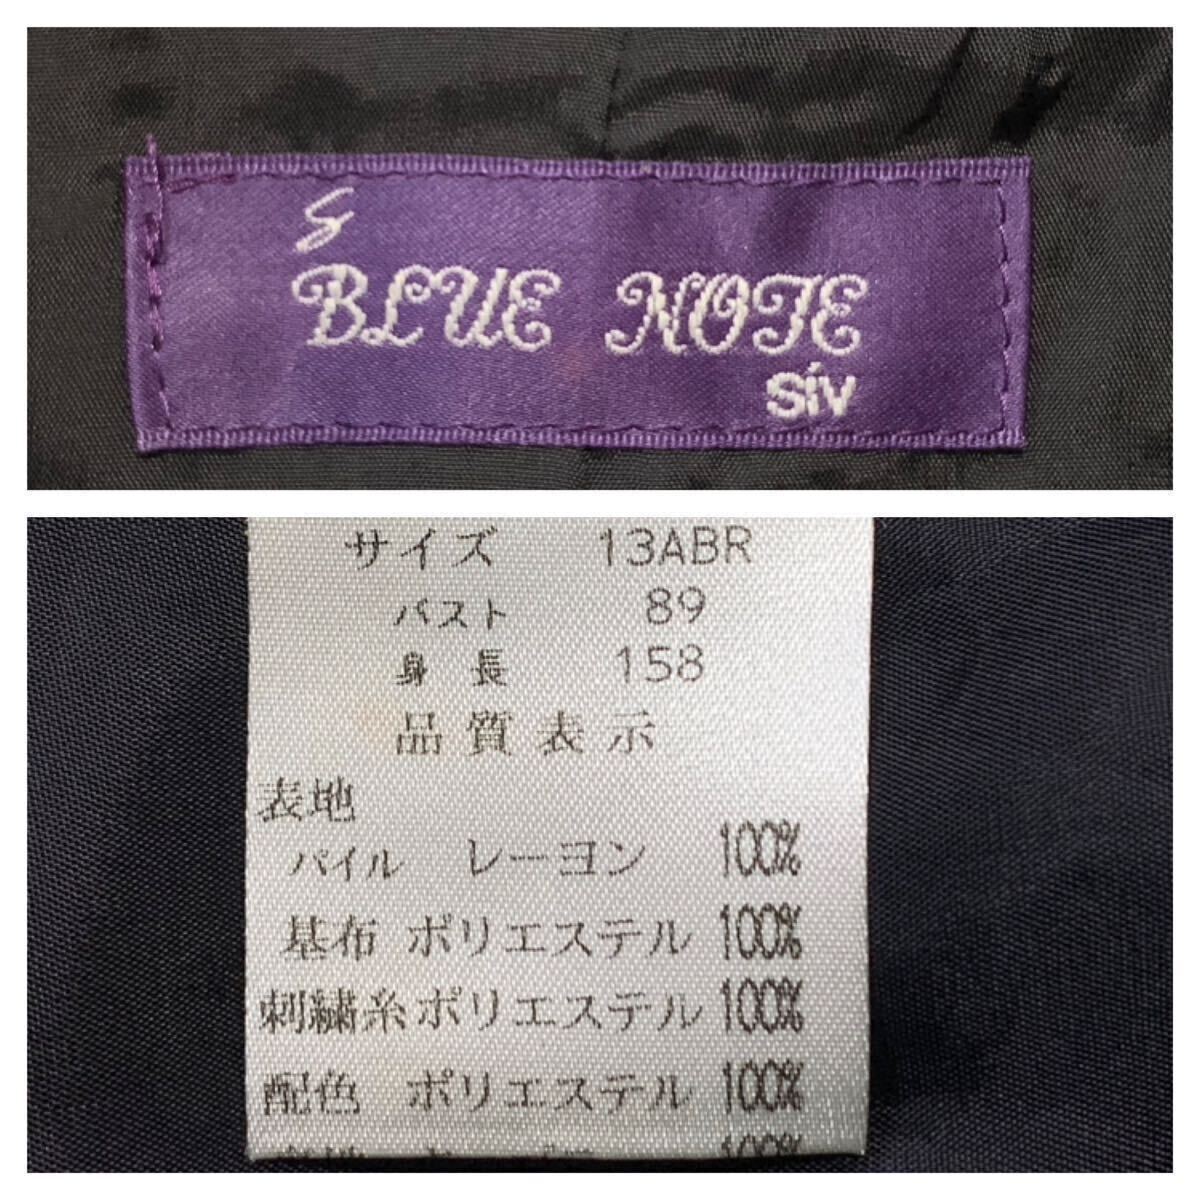 S
BLUE NOTE
siv
サイズ 13ABR
バスト 89
身長 158
品質表示
表地
パイル レーヨン 100%
基布 ポリエステル 100%
刺繍糸 ポリエステル 100%
配色 ポリエステル 100%
100%